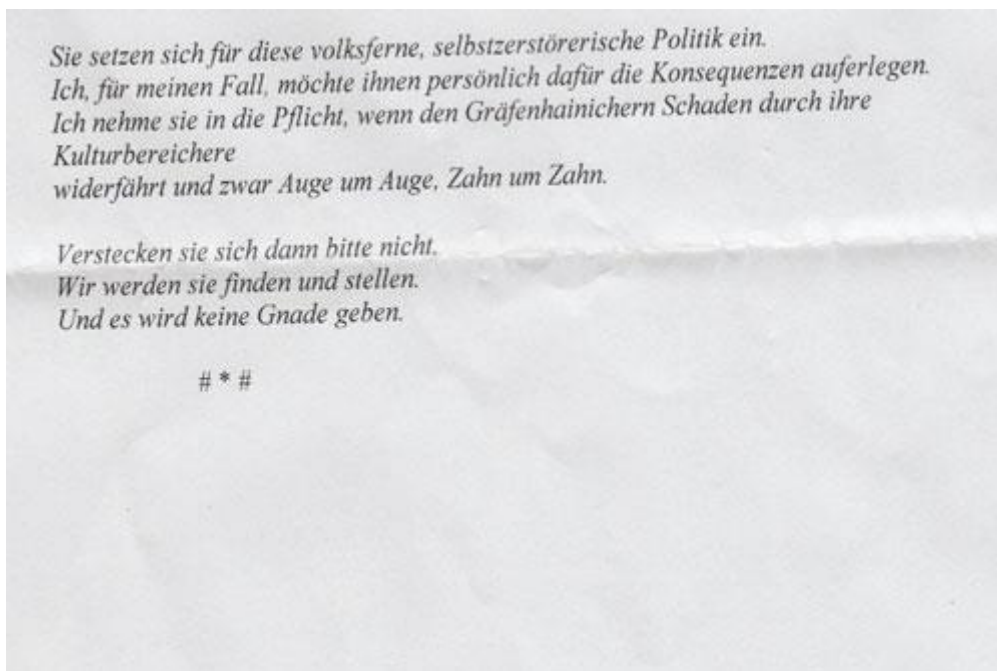 Sie setzen sich für diese volksferne, selbstzerstörerische Politik ein.
Ich, für meinen Fall, möchte ihnen persönlich dafür die Konsequenzen auferlegen.
Ich nehme sie in die Pflicht, wenn den Gräfenhainichern Schaden durch ihre
Kulturbereichere
widerfährt und zwar Auge um Auge, Zahn um Zahn.
Verstecken sie sich dann bitte nicht.
Wir werden sie finden und stellen.
Und es wird keine Gnade geben.
# * #